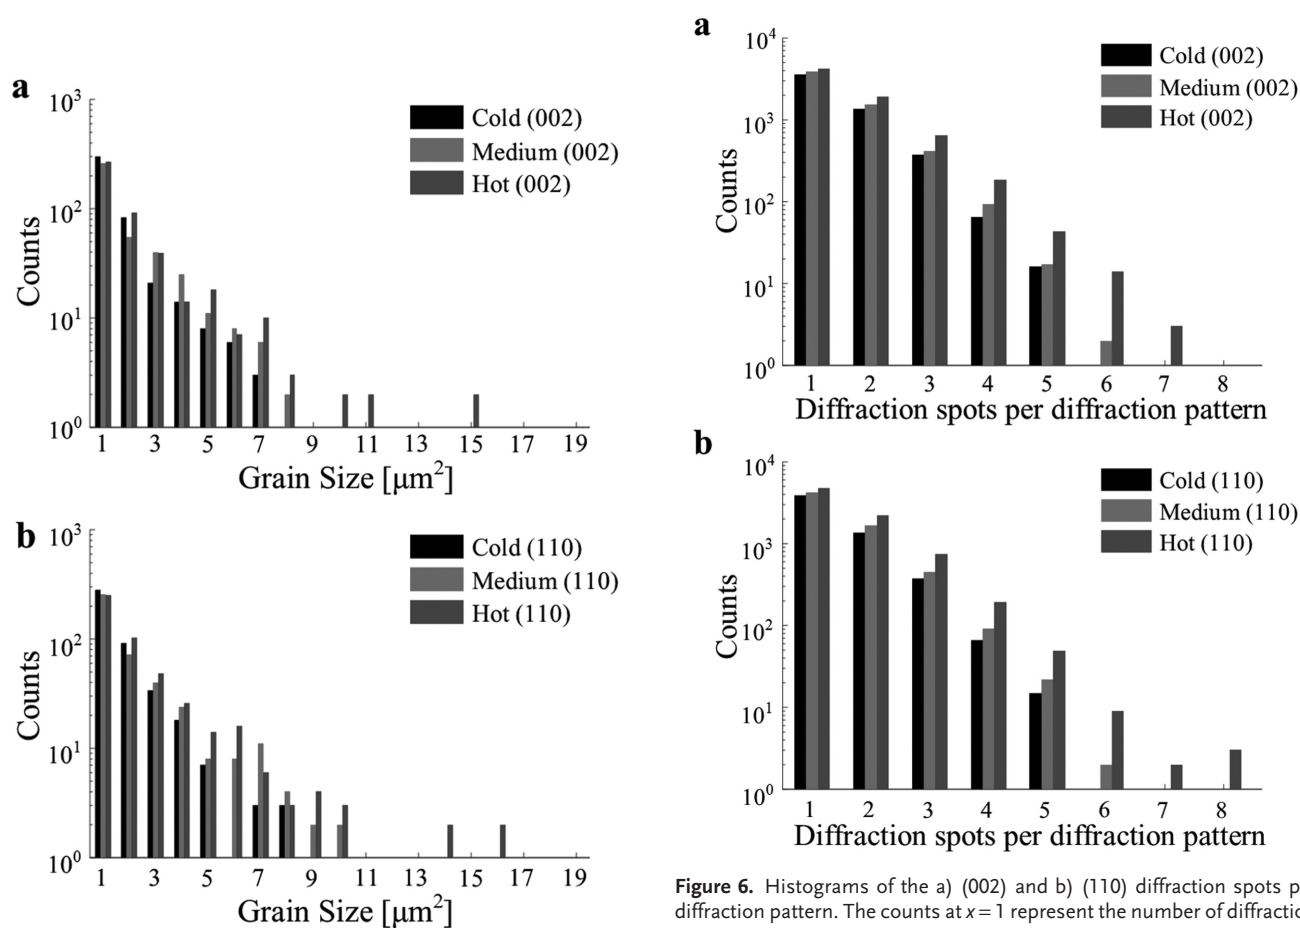 a
10^3
10^2
10^1
10^0
Counts
Cold (002)
Medium (002)
Hot (002)
1 3 5 7 9 11 13 15 17 19
Grain Size [μm^2]
b
10^3
10^2
10^1
10^0
Counts
Cold (110)
Medium (110)
Hot (110)
1 3 5 7 9 11 13 15 17 19
Grain Size [μm^2]
a
10^4
10^3
10^2
10^1
10^0
Counts
Cold (002)
Medium (002)
Hot (002)
1 2 3 4 5 6 7 8
Diffraction spots per diffraction pattern
b
10^4
10^3
10^2
10^1
10^0
Counts
Cold (110)
Medium (110)
Hot (110)
1 2 3 4 5 6 7 8
Diffraction spots per diffraction pattern
Figure 6. Histograms of the a) (002) and b) (110) diffraction spots p
diffraction pattern. The counts at x = 1 represent the number of diffractio